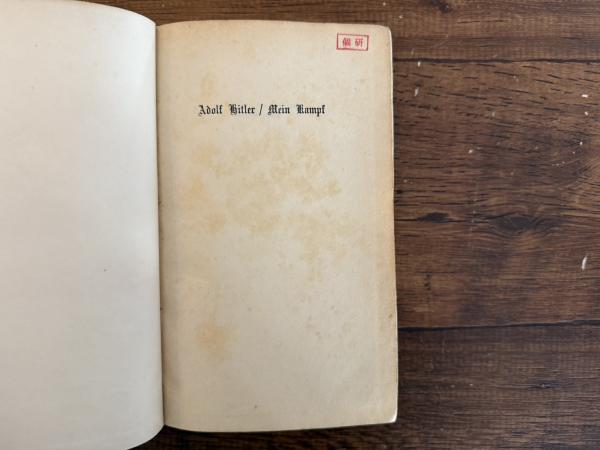 個研
Adolf Hitler / Mein Kampf